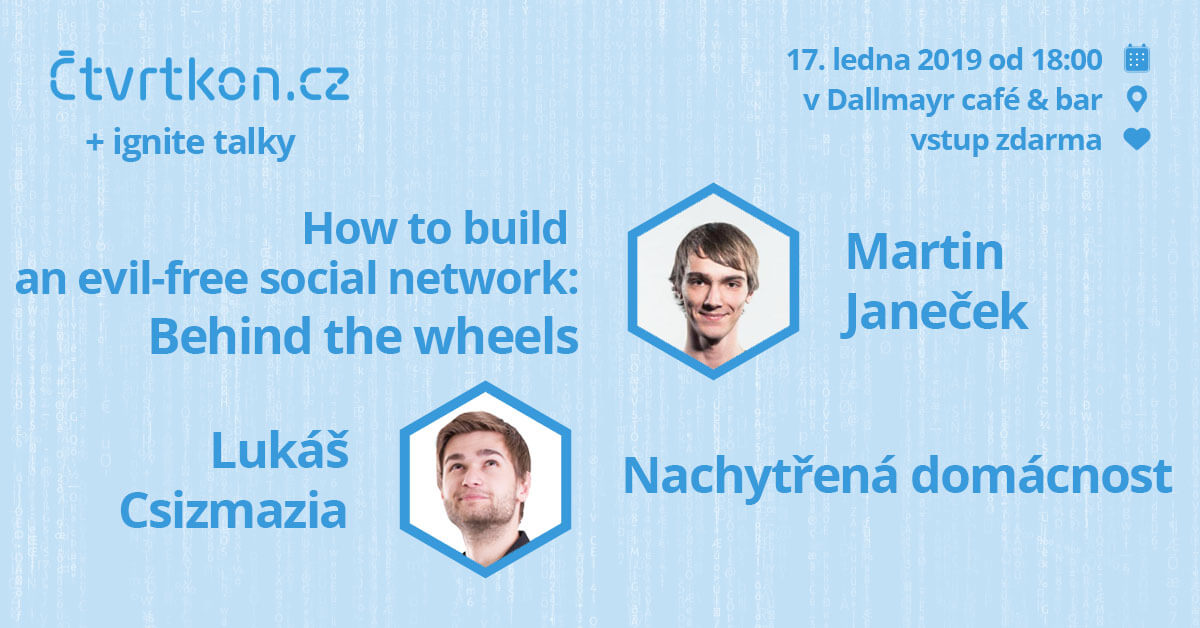 Čtvrtkon.cz
+ ignite talky
17. ledna 2019 od 18:00
v Dallmayr café & bar
vstup zdarma
How to build
an evil-free social network:
Behind the wheels
Martin
Janeček
Lukáš
Csizmazia
Nachytřená domácnost